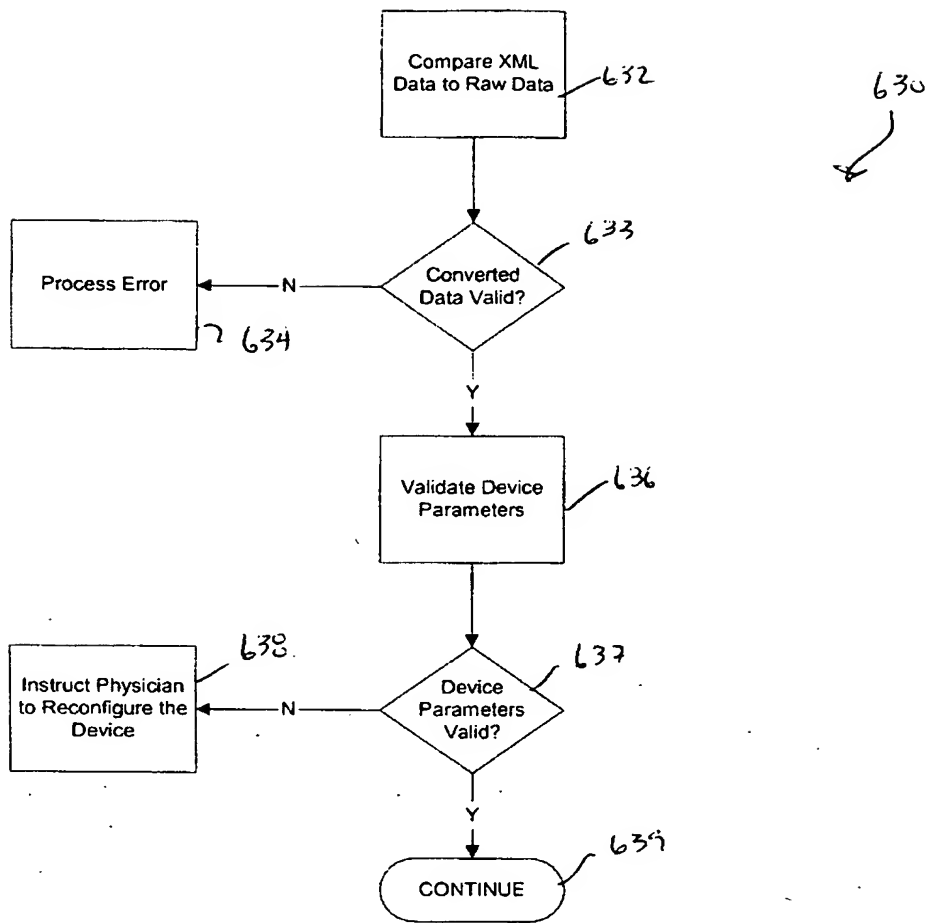 Compare XML
Data to Raw Data
632
630
633
Converted
Data Valid?
N
Process Error
634
Y
Validate Device
Parameters
636
638
637
Instruct Physician
to Reconfigure the
Device
N
Device
Parameters
Valid?
Y
639
CONTINUE